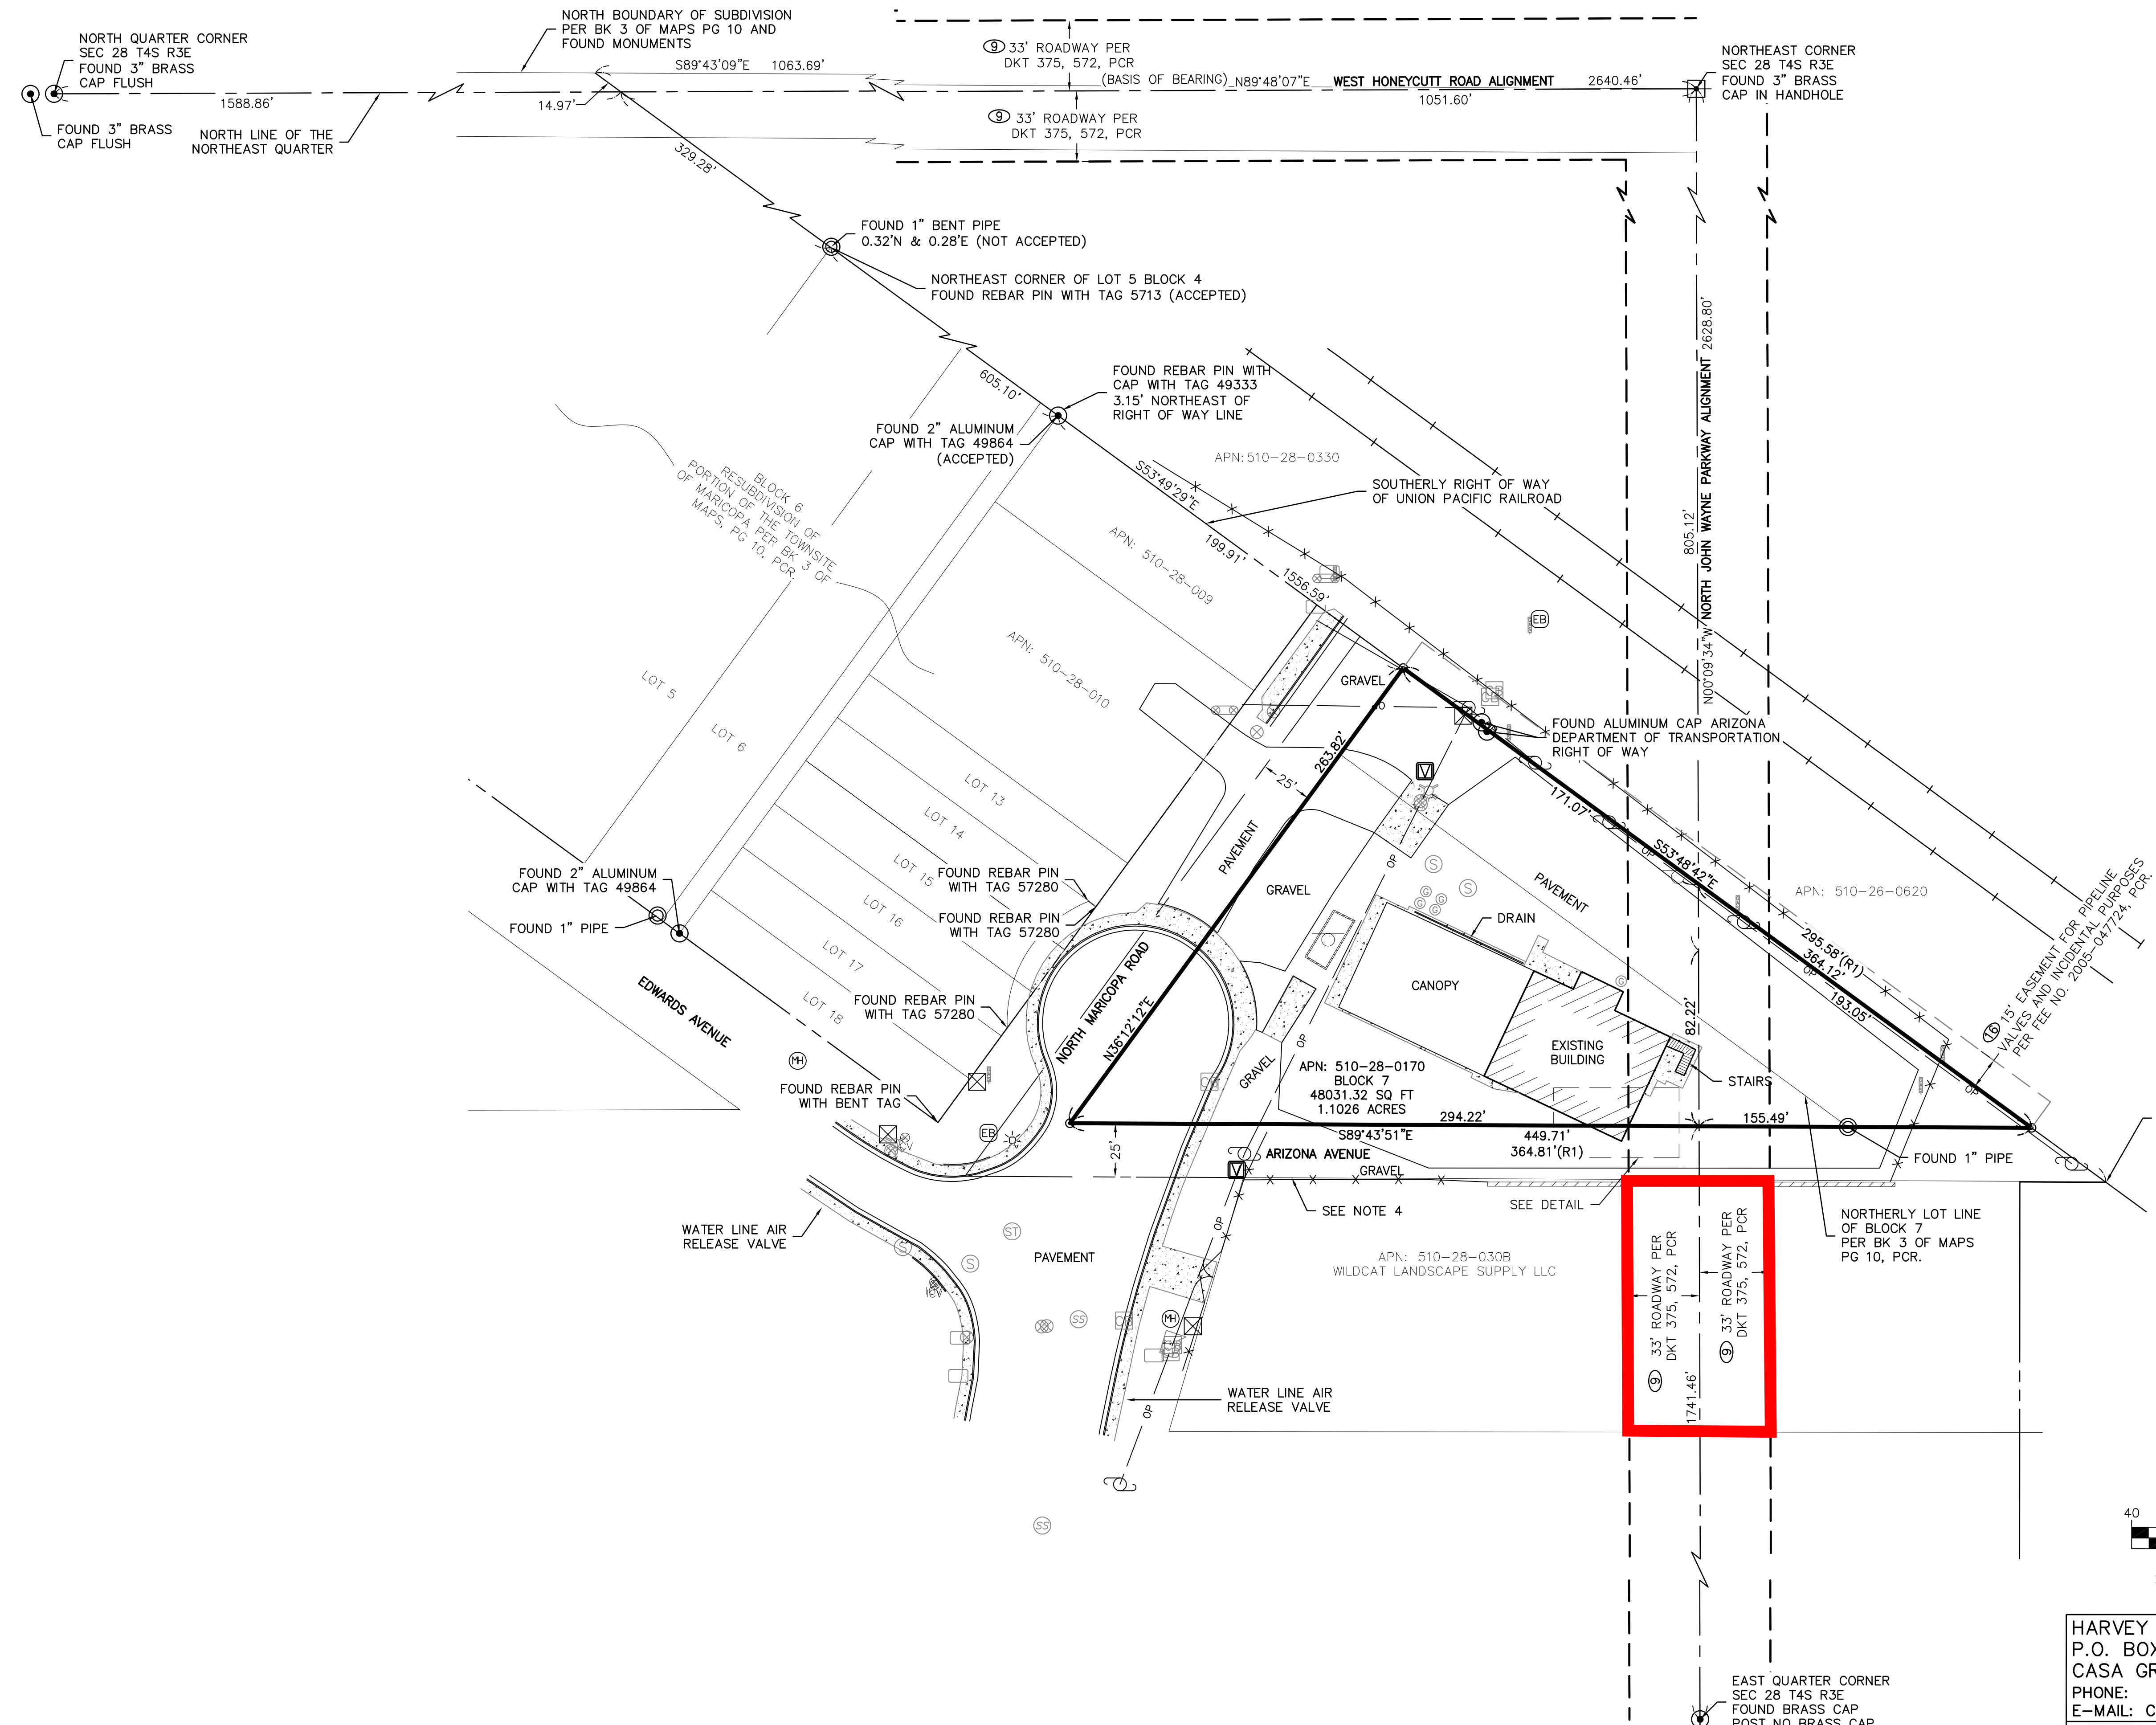 NORTH QUARTER CORNER
SEC 28 T4S R3E
FOUND 3" BRASS
CAP FLUSH
FOUND 3" BRASS
CAP FLUSH
1588.86'
NORTH LINE OF THE
NORTHEAST QUARTER
NORTH BOUNDARY OF SUBDIVISION
PER BK 3 OF MAPS PG 10 AND
FOUND MONUMENTS
S89°43'09"E 1063.69'
14.97'
9 33' ROADWAY PER
DKT 375, 572, PCR
(BASIS OF BEARING) N89°48'07"E WEST HONEYCUTT ROAD ALIGNMENT 2640.46'
1051.60'
9 33' ROADWAY PER
DKT 375, 572, PCR
NORTHEAST CORNER
SEC 28 T4S R3E
FOUND 3" BRASS
CAP IN HANDHOLE
329.28'
FOUND 1" BENT PIPE
0.32'N & 0.28'E (NOT ACCEPTED)
NORTHEAST CORNER OF LOT 5 BLOCK 4
FOUND REBAR PIN WITH TAG 5713 (ACCEPTED)
605.10'
FOUND REBAR PIN WITH
CAP WITH TAG 49333
3.15' NORTHEAST OF
RIGHT OF WAY LINE
FOUND 2" ALUMINUM
CAP WITH TAG 49864
(ACCEPTED)
APN: 510-28-0330
S53°49'29"E
199.91'
1556.59'
SOUTHERLY RIGHT OF WAY
OF UNION PACIFIC RAILROAD
N00°09'34"W NORTH JOHN WAYNE PARKWAY ALIGNMENT 2628.80'
805.12'
BLOCK 6
RESUBDIVISION OF
PORTION OF THE TOWNSITE
OF MARICOPA PER BK 3 OF
MAPS, PG 10, PCR.
APN: 510-28-009
APN: 510-28-010
EB
LOT 5
LOT 6
LOT 13
LOT 14
LOT 15
LOT 16
LOT 17
LOT 18
GRAVEL
FOUND ALUMINUM CAP ARIZONA
DEPARTMENT OF TRANSPORTATION
RIGHT OF WAY
263.82'
25'
V
171.07'
S53°48'42"E
OP
PAVEMENT
GRAVEL
OP
S
S
G
G
G
G
PAVEMENT
APN: 510-26-0620
FOUND 2" ALUMINUM
CAP WITH TAG 49864
FOUND 1" PIPE
FOUND REBAR PIN
WITH TAG 57280
FOUND REBAR PIN
WITH TAG 57280
FOUND REBAR PIN
WITH TAG 57280
FOUND REBAR PIN
WITH BENT TAG
DRAIN
CANOPY
G
295.58'(R1)
364.12'
OP
193.05'
16 15' EASEMENT FOR PIPELINE
VALVES AND INCIDENTAL PURPOSES
PER FEE NO. 2005-047724, PCR.
EDWARDS AVENUE
MH
NORTH MARICOPA ROAD
N36°12'12"E
OP
GRAVEL
EXISTING
BUILDING
82.22'
STAIRS
OP
APN: 510-28-0170
BLOCK 7
48031.32 SQ FT
1.1026 ACRES
294.22'
155.49'
S89°43'51"E
449.71'
364.81'(R1)
EB
25'
V
ARIZONA AVENUE
GRAVEL
FOUND 1" PIPE
SEE NOTE 4
SEE DETAIL
NORTHERLY LOT LINE
OF BLOCK 7
PER BK 3 OF MAPS
PG 10, PCR.
WATER LINE AIR
RELEASE VALVE
ST
S
S
PAVEMENT
OP
APN: 510-28-030B
WILDCAT LANDSCAPE SUPPLY LLC
9 33' ROADWAY PER
DKT 375, 572, PCR
9 33' ROADWAY PER
DKT 375, 572, PCR
1741.46'
ICV
SS
MH
WATER LINE AIR
RELEASE VALVE
OP
SS
40
EAST QUARTER CORNER
SEC 28 T4S R3E
FOUND BRASS CAP
POST NO BRASS CAP
HARVEY
P.O. BOX
CASA GR
PHONE:
E-MAIL: C